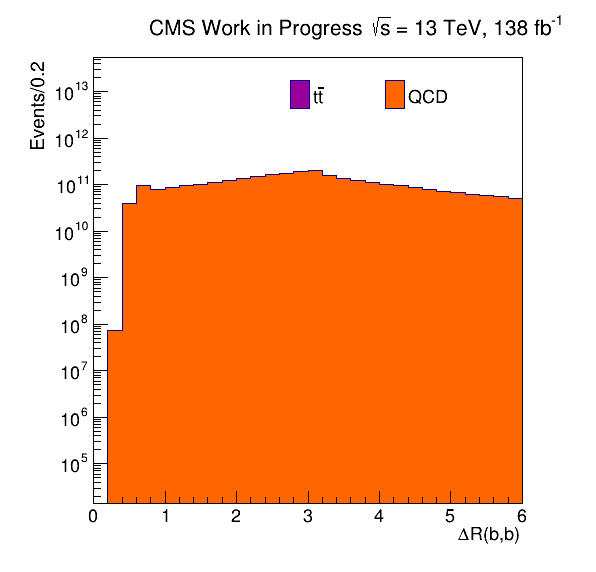 CMS Work in Progress √s = 13 TeV, 138 fb⁻¹
Events/0.2
tt̅
QCD
10¹³
10¹²
10¹¹
10¹⁰
10⁹
10⁸
10⁷
10⁶
10⁵
0 1 2 3 4 5 6
ΔR(b,b)